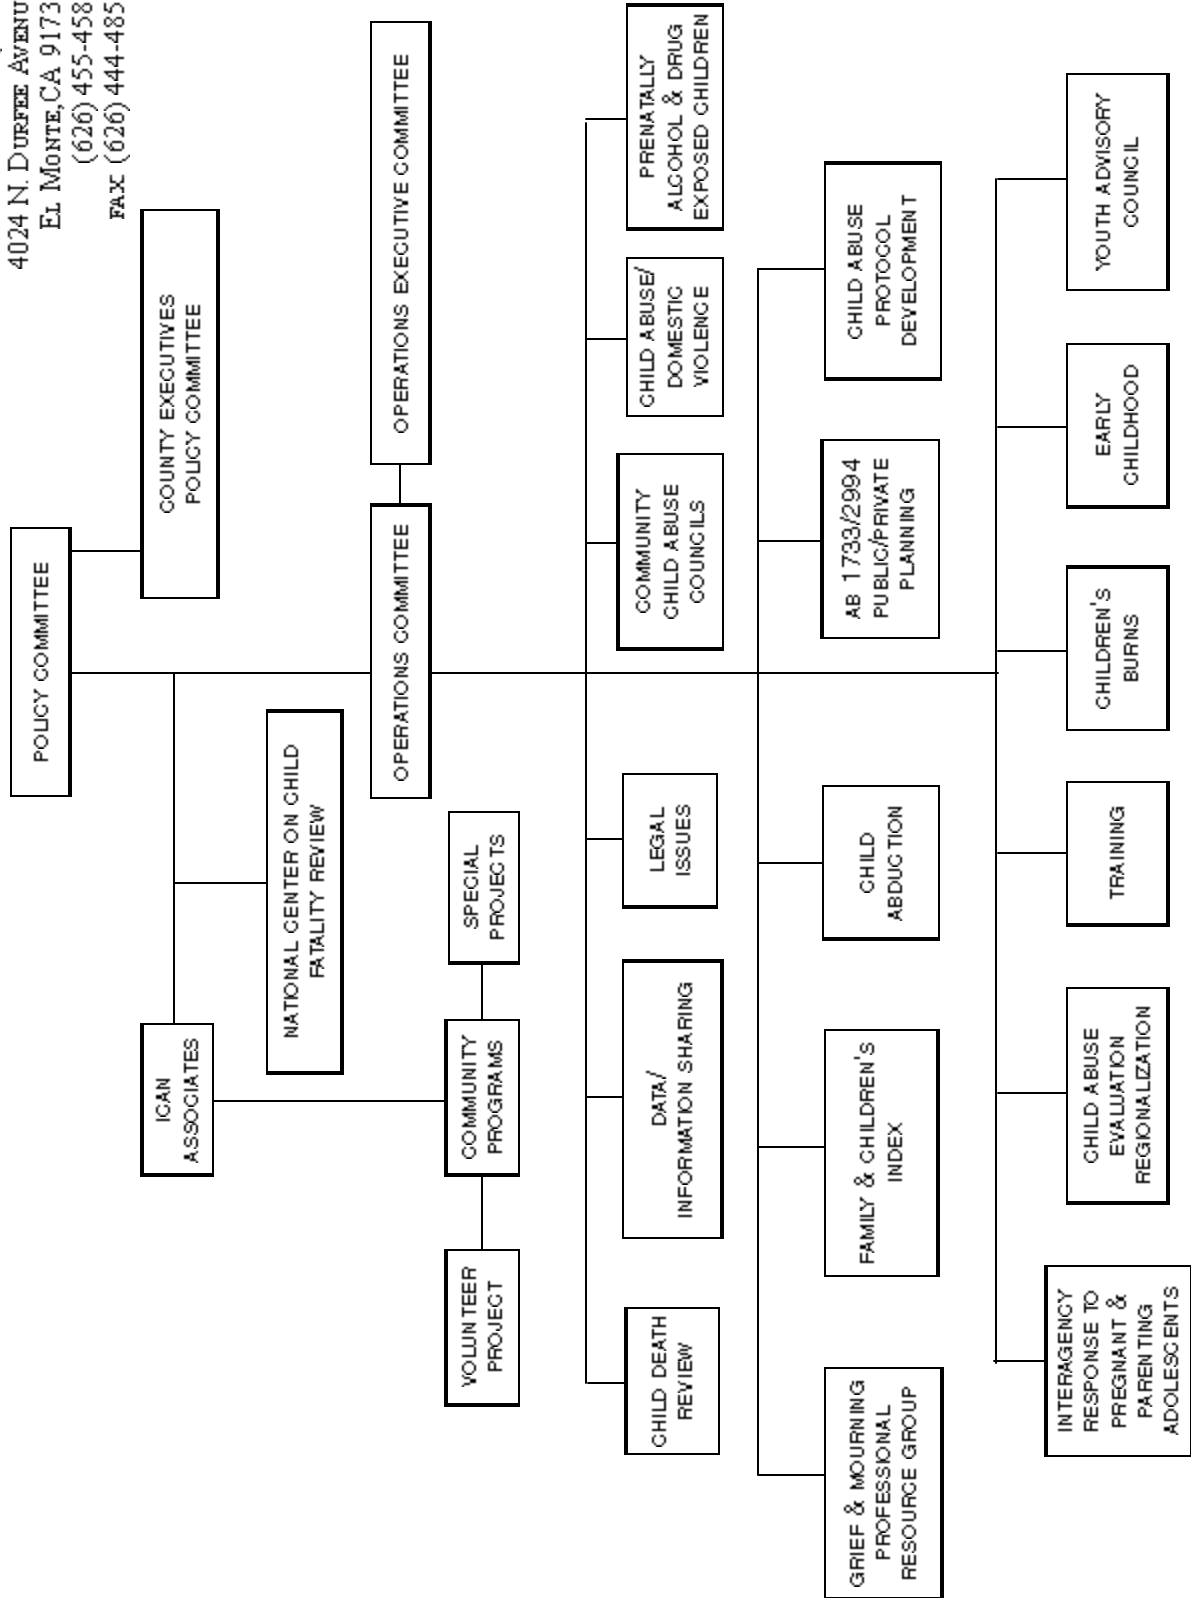 4024 N. DURFEE AVENU
EL MONTE, CA 9173
(626) 455-458
FAX (626) 444-485
POLICY COMMITTEE
COUNTY EXECUTIVES
POLICY COMMITTEE
ICAN
ASSOCIATES
NATIONAL CENTER ON CHILD
FATALITY REVIEW
OPERATIONS COMMITTEE
OPERATIONS EXECUTIVE COMMITTEE
VOLUNTEER
PROJECT
COMMUNITY
PROGRAMS
SPECIAL
PROJECTS
CHILD DEATH
REVIEW
DATA/
INFORMATION SHARING
LEGAL
ISSUES
COMMUNITY
CHILD ABUSE
COUNCILS
CHILD ABUSE/
DOMESTIC
VIOLENCE
PRENATALLY
ALCOHOL & DRUG
EXPOSED CHILDREN
GRIEF & MOURNING
PROFESSIONAL
RESOURCE GROUP
FAMILY & CHILDREN'S
INDEX
CHILD
ABDUCTION
AB 1733/2994
PUBLIC/PRIVATE
PLANNING
CHILD ABUSE
PROTOCOL
DEVELOPMENT
INTERAGENCY
RESPONSE TO
PREGNANT &
PARENTING
ADOLESCENTS
CHILD ABUSE
EVALUATION
REGIONALIZATION
TRAINING
CHILDREN'S
BURNS
EARLY
CHILDHOOD
YOUTH ADVISORY
COUNCIL